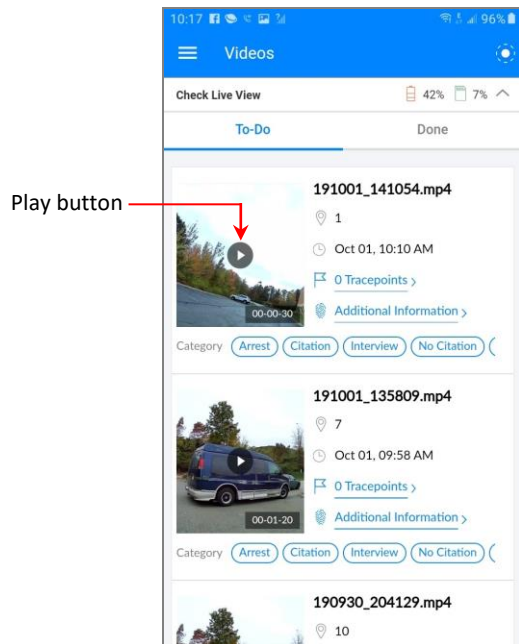 10:17 96%
Videos
Check Live View 42% 7%
To-Do Done
Play button
191001_141054.mp4
1
Oct 01, 10:10 AM
0 Tracepoints >
00-00-30 Additional Information >
Category Arrest Citation Interview No Citation
191001_135809.mp4
7
Oct 01, 09:58 AM
0 Tracepoints >
00-01-20 Additional Information >
Category Arrest Citation Interview No Citation
190930_204129.mp4
10